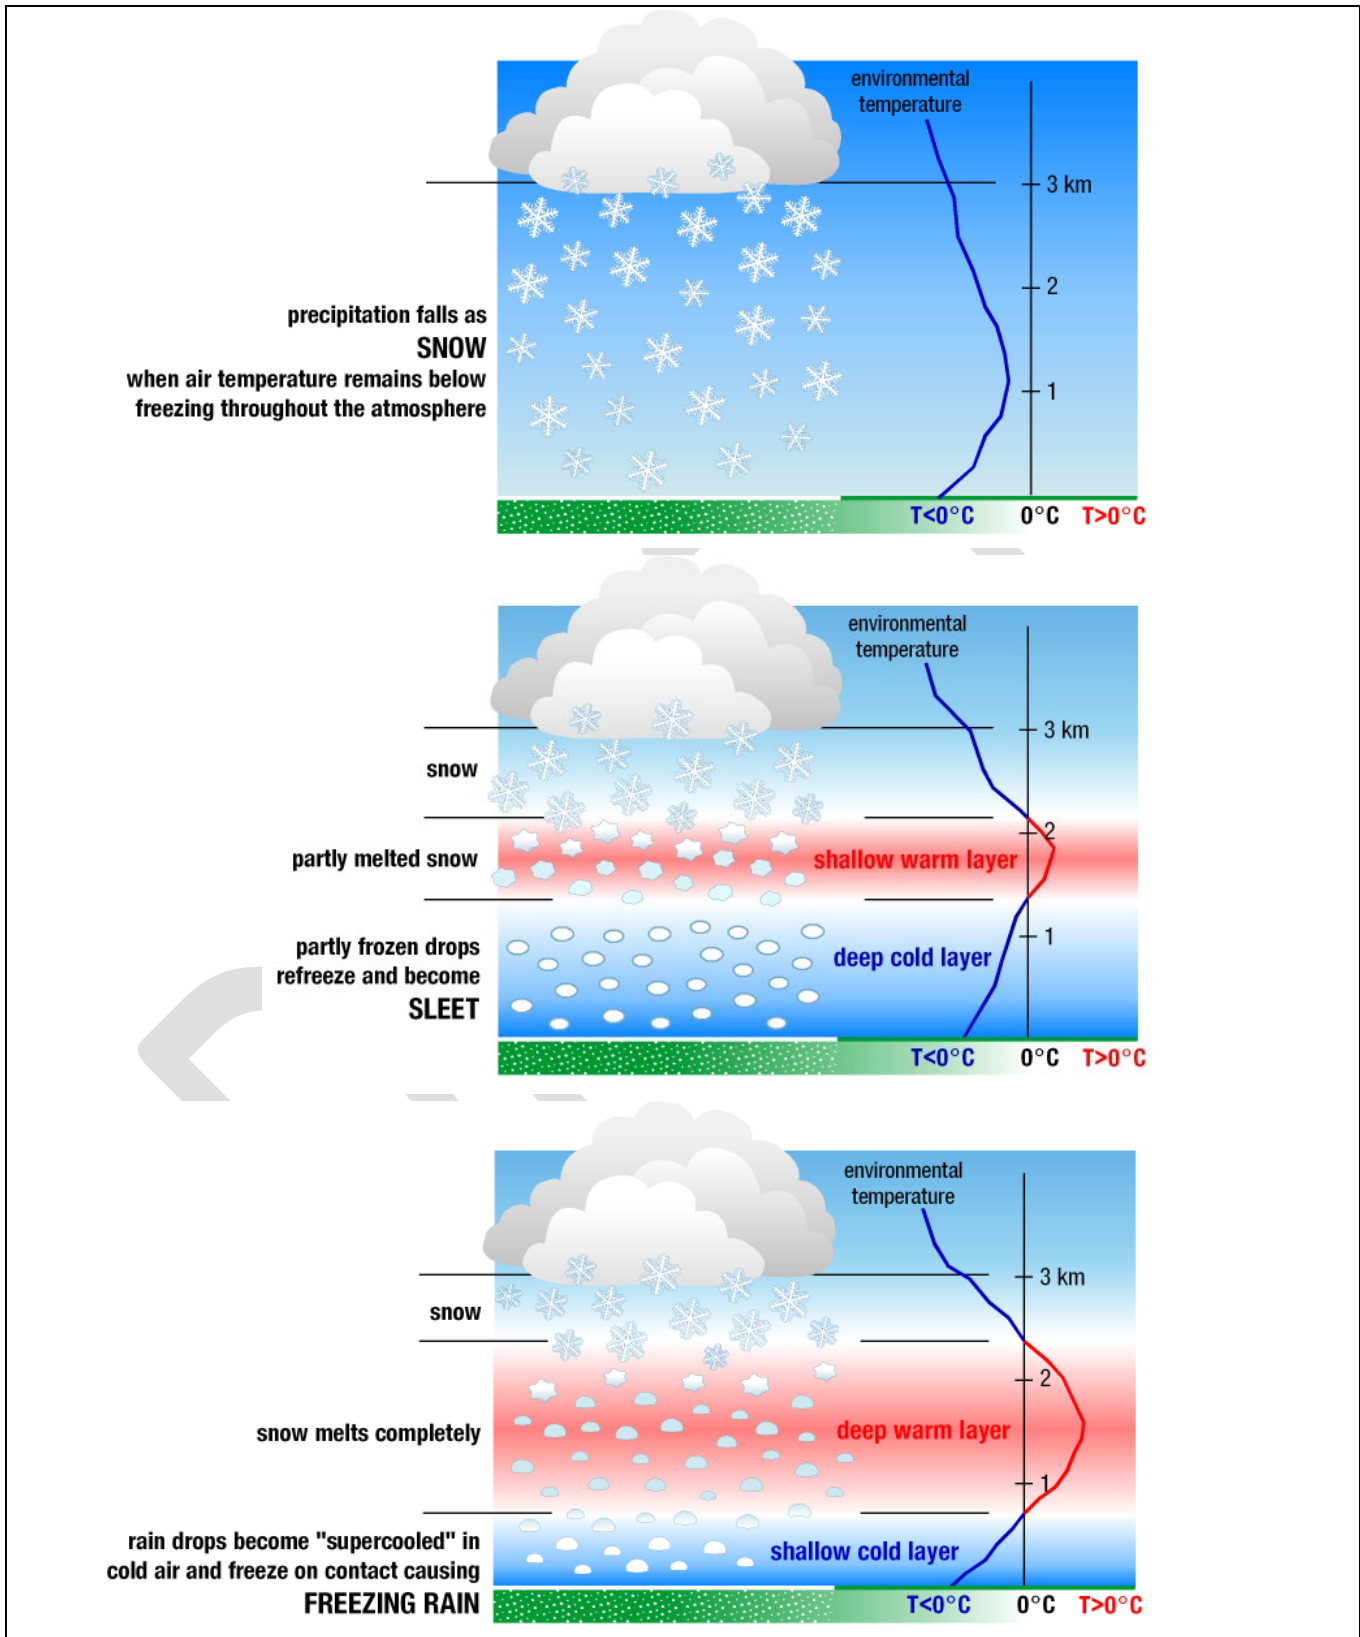 environmental
temperature
3 km
2
1
precipitation falls as
SNOW
when air temperature remains below
freezing throughout the atmosphere
T<0°C 0°C T>0°C
environmental
temperature
3 km
snow
2
partly melted snow
shallow warm layer
1
partly frozen drops
refreeze and become
SLEET
deep cold layer
T<0°C 0°C T>0°C
environmental
temperature
3 km
snow
2
snow melts completely
deep warm layer
1
rain drops become "supercooled" in
cold air and freeze on contact causing
FREEZING RAIN
shallow cold layer
T<0°C 0°C T>0°C